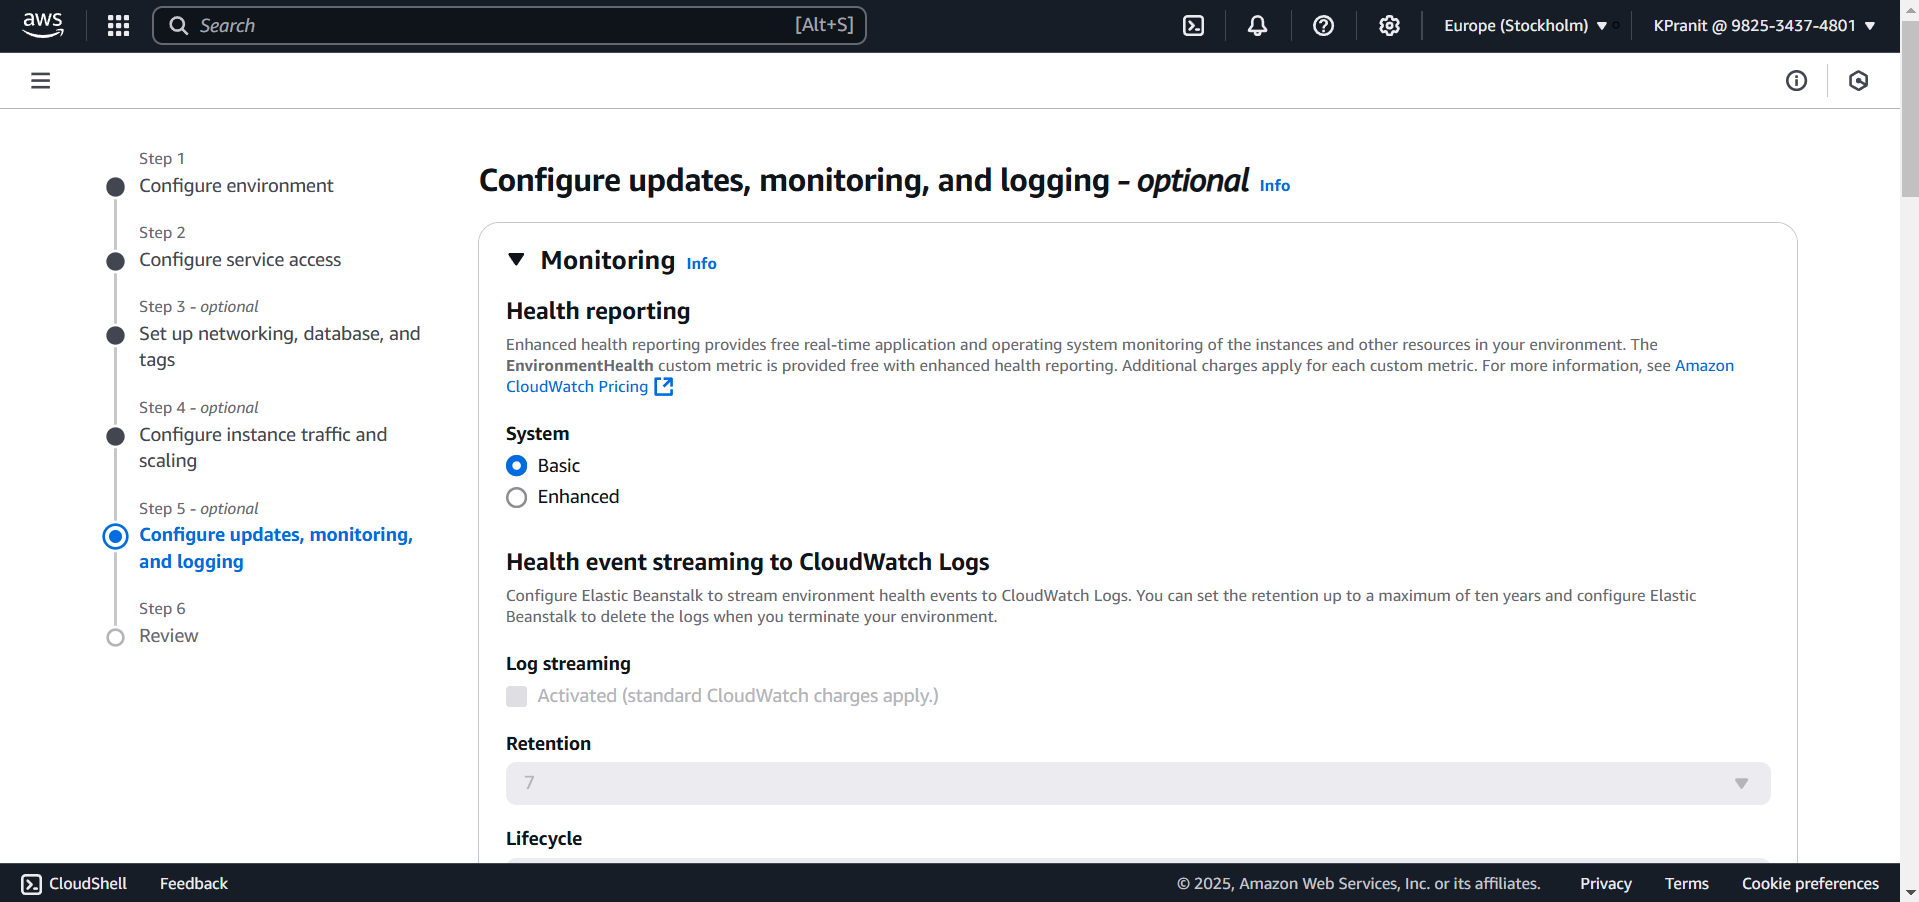 aws
Search
[Alt+S]
Europe (Stockholm)
KPranit @ 9825-3437-4801
Step 1
Configure environment
Step 2
Configure service access
Step 3 - optional
Set up networking, database, and
tags
Step 4 - optional
Configure instance traffic and
scaling
Step 5 - optional
Configure updates, monitoring,
and logging
Step 6
Review
Configure updates, monitoring, and logging - optional Info
Monitoring Info
Health reporting
Enhanced health reporting provides free real-time application and operating system monitoring of the instances and other resources in your environment. The
EnvironmentHealth custom metric is provided free with enhanced health reporting. Additional charges apply for each custom metric. For more information, see Amazon
CloudWatch Pricing
System
Basic
Enhanced
Health event streaming to CloudWatch Logs
Configure Elastic Beanstalk to stream environment health events to CloudWatch Logs. You can set the retention up to a maximum of ten years and configure Elastic
Beanstalk to delete the logs when you terminate your environment.
Log streaming
Activated (standard CloudWatch charges apply.)
Retention
7
Lifecycle
CloudShell
Feedback
© 2025, Amazon Web Services, Inc. or its affiliates.
Privacy
Terms
Cookie preferences